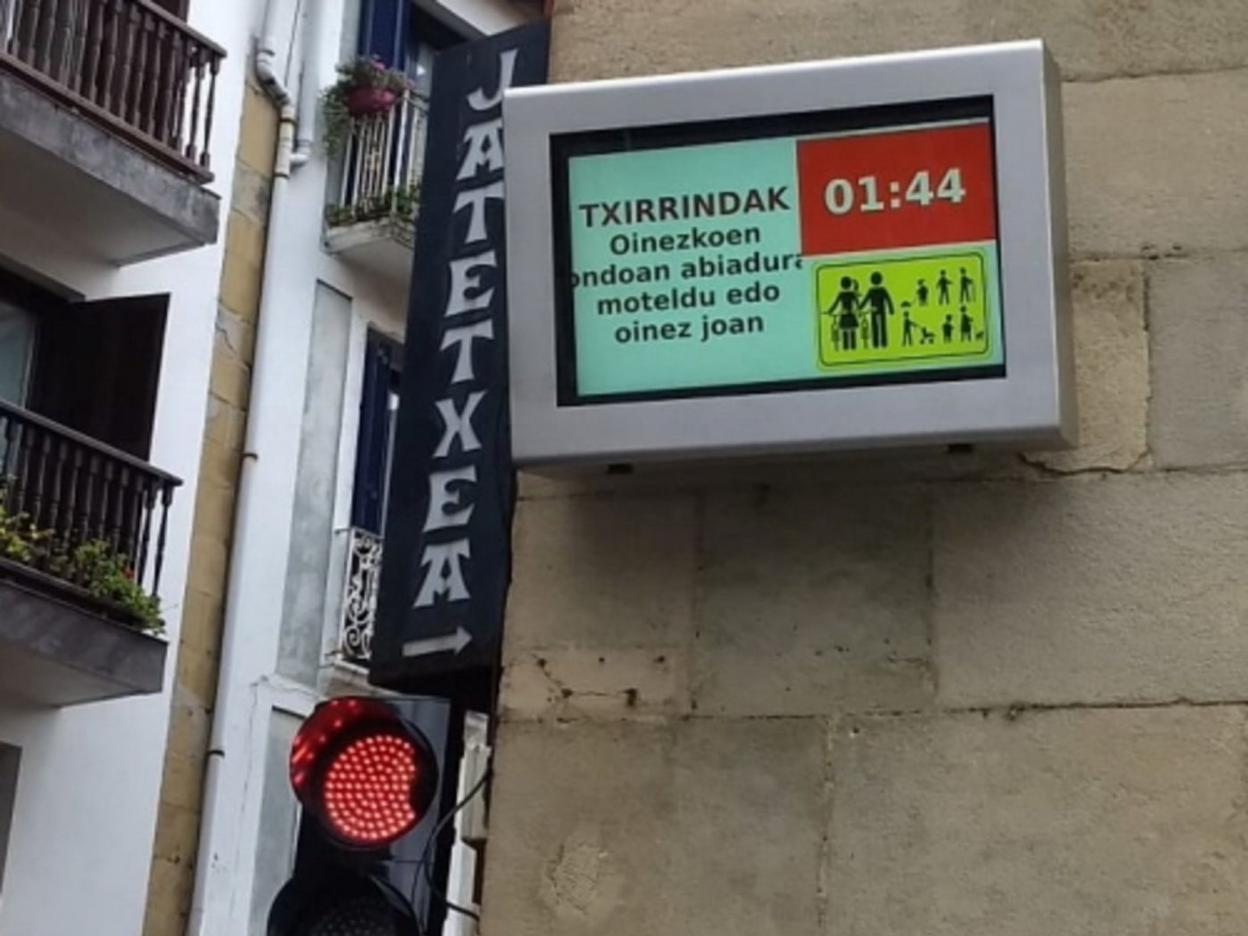 JATETXEA
TXIRRINDAK
Oinezkoen
ondoan abiadura
moteldu edo
oinez joan
01:44